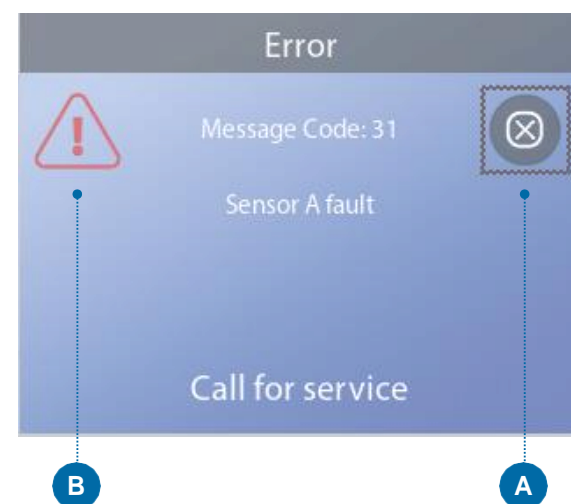 Error
Message Code: 31
Sensor A fault
Call for service
B
A